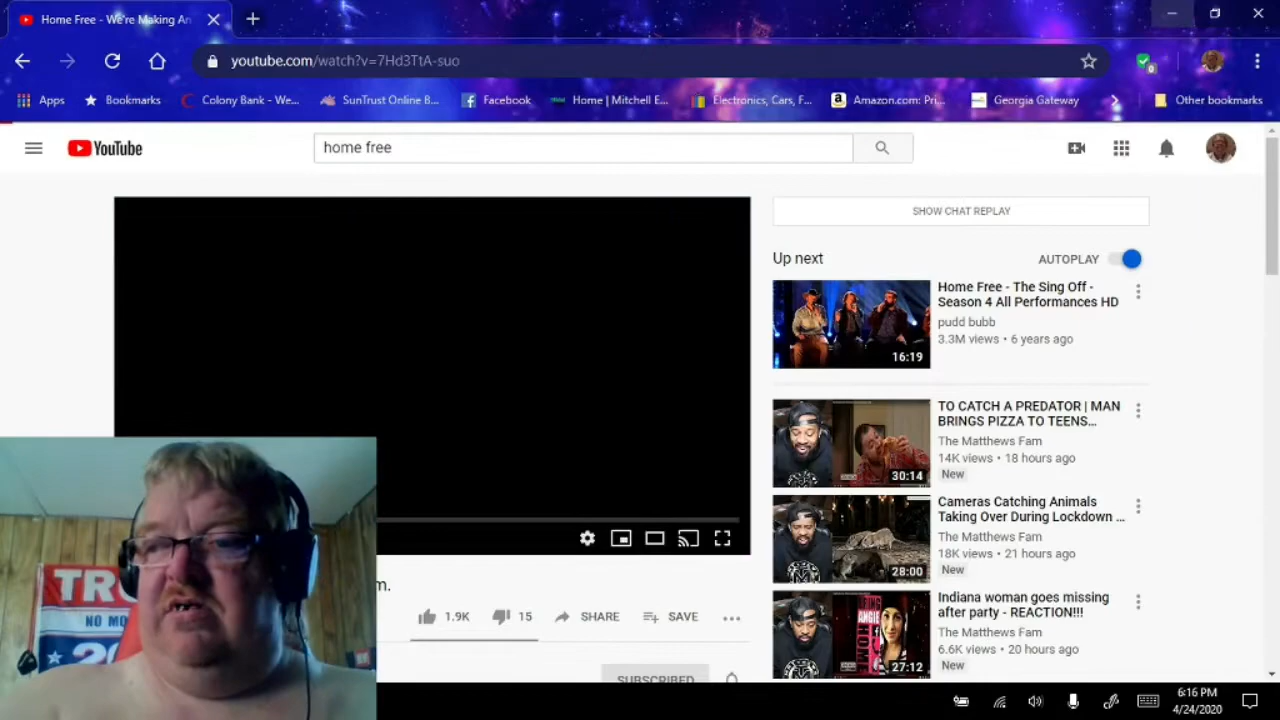 Home Free - We're Making An
youtube.com/watch?v=7Hd3TtA-suo
0
Apps
Bookmarks
Colony Bank - We...
SunTrust Online B...
Facebook
Home | Mitchell E...
Electronics, Cars, F...
Amazon.com: Pri...
Georgia Gateway
Other bookmarks
YouTube
home free
SHOW CHAT REPLAY
Up next
AUTOPLAY
16:19
Home Free - The Sing Off -
Season 4 All Performances HD
pudd bubb
3.3M views • 6 years ago
30:14
TO CATCH A PREDATOR | MAN
BRINGS PIZZA TO TEENS...
The Matthews Fam
14K views • 18 hours ago
New
28:00
Cameras Catching Animals
Taking Over During Lockdown ...
The Matthews Fam
18K views • 21 hours ago
New
27:12
Indiana woman goes missing
after party - REACTION!!!
The Matthews Fam
6.6K views • 20 hours ago
New
m.
1.9K
15
SHARE
SAVE
SUBSCRIBED
TR
NO MO
20
6:16 PM
4/24/2020